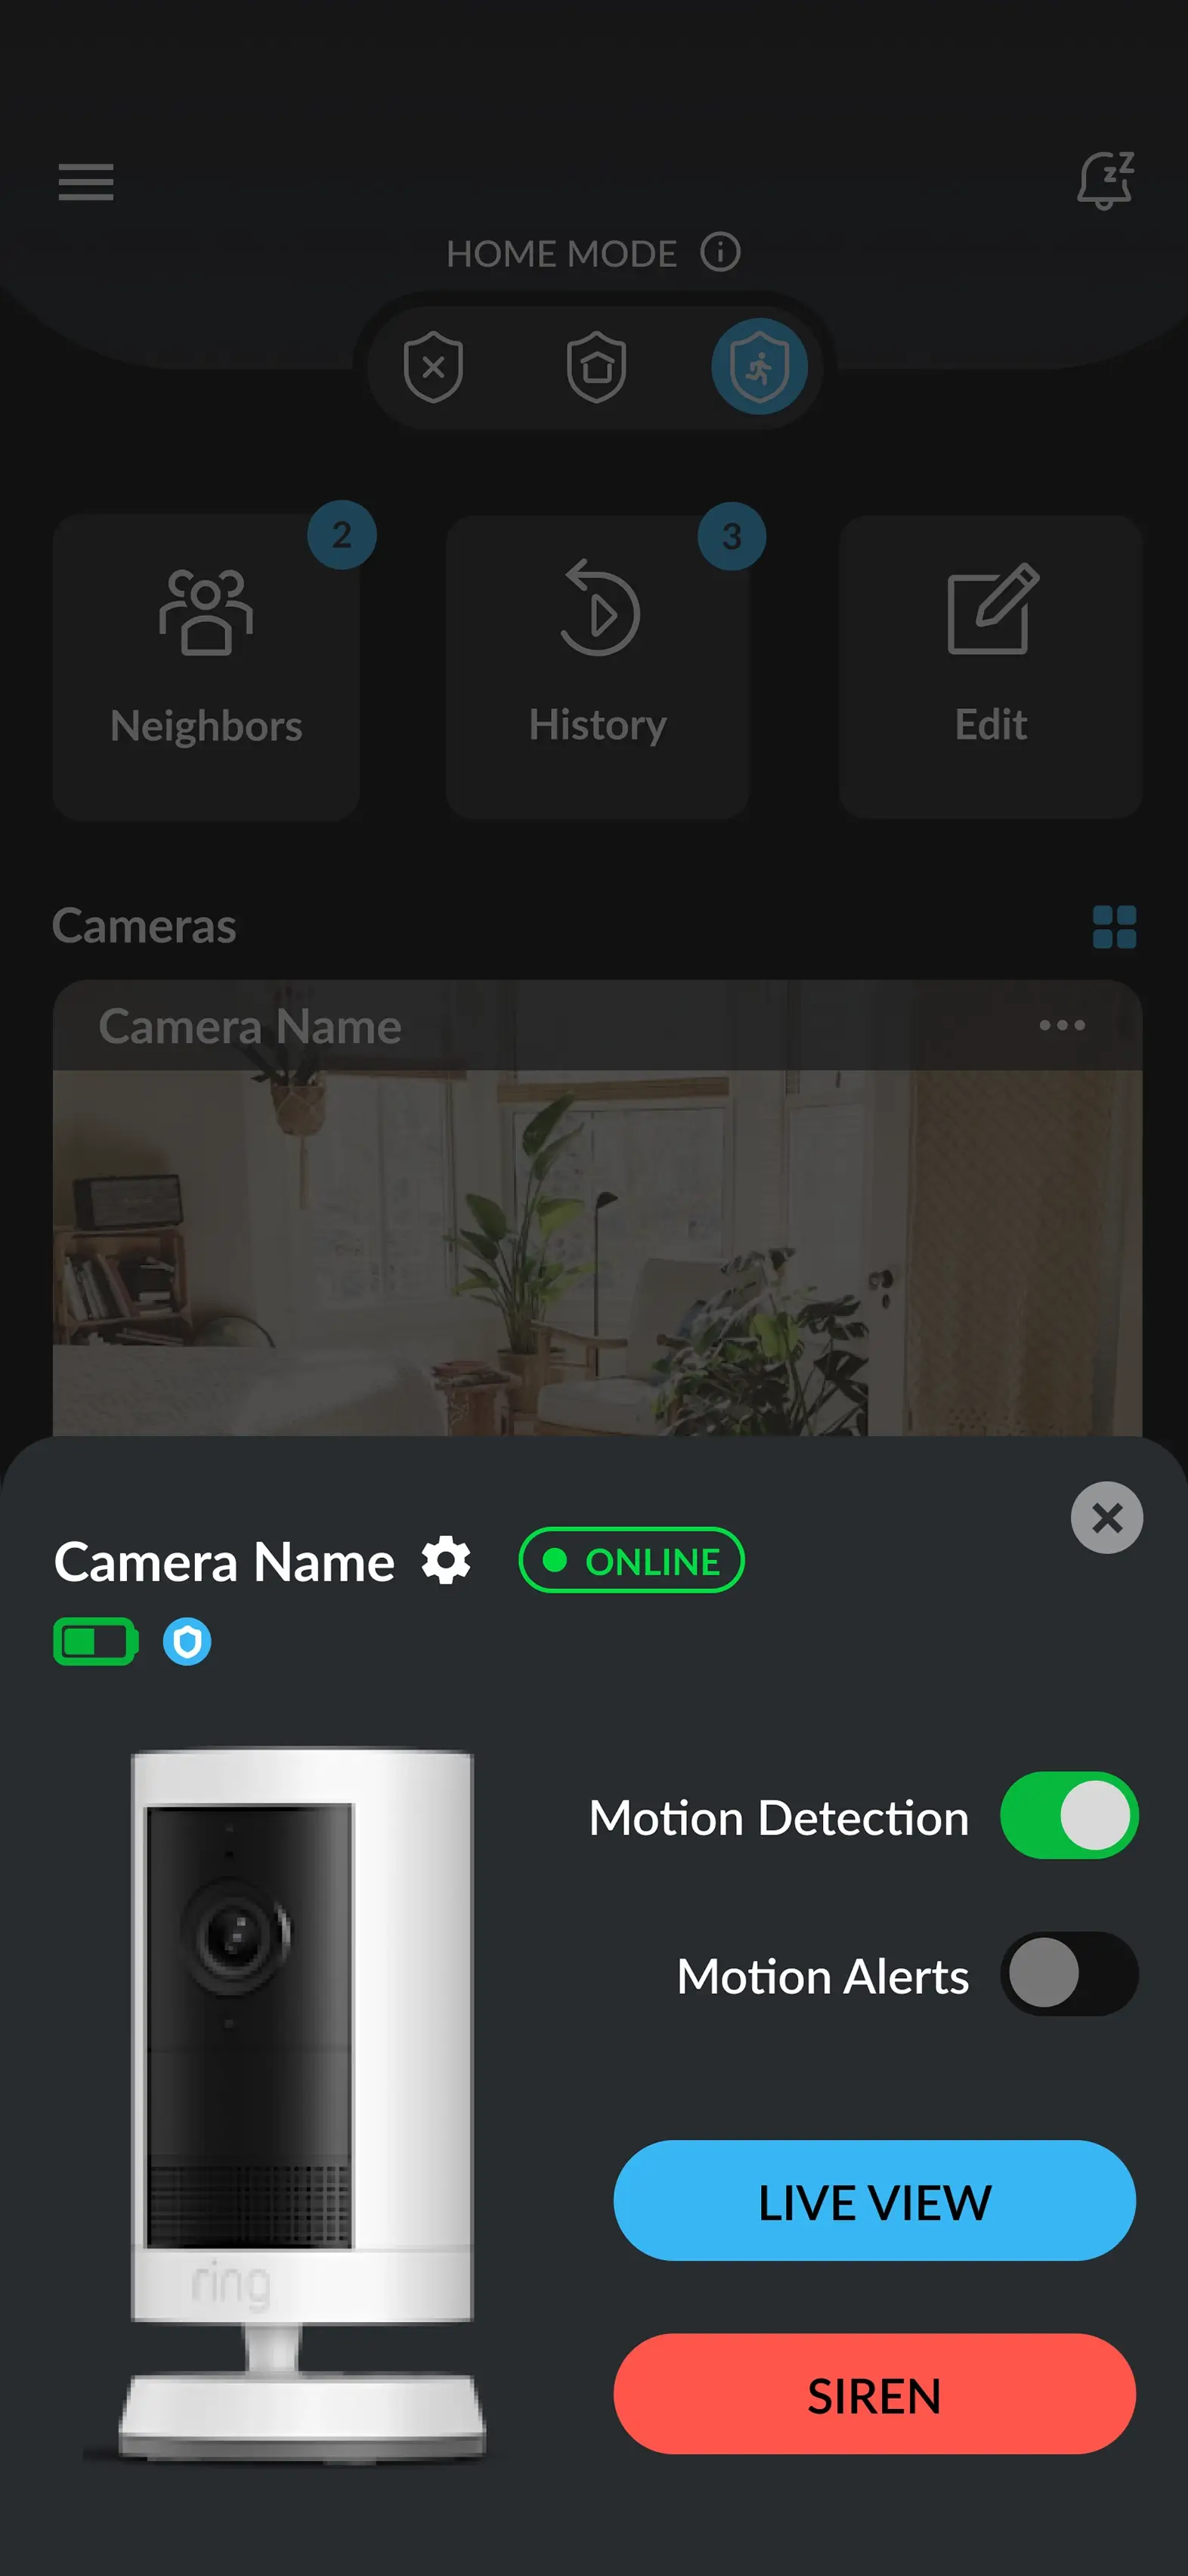 HOME MODE
2
3
Neighbors
History
Edit
Cameras
Camera Name
Camera Name
ONLINE
Motion Detection
Motion Alerts
ring
LIVE VIEW
SIREN